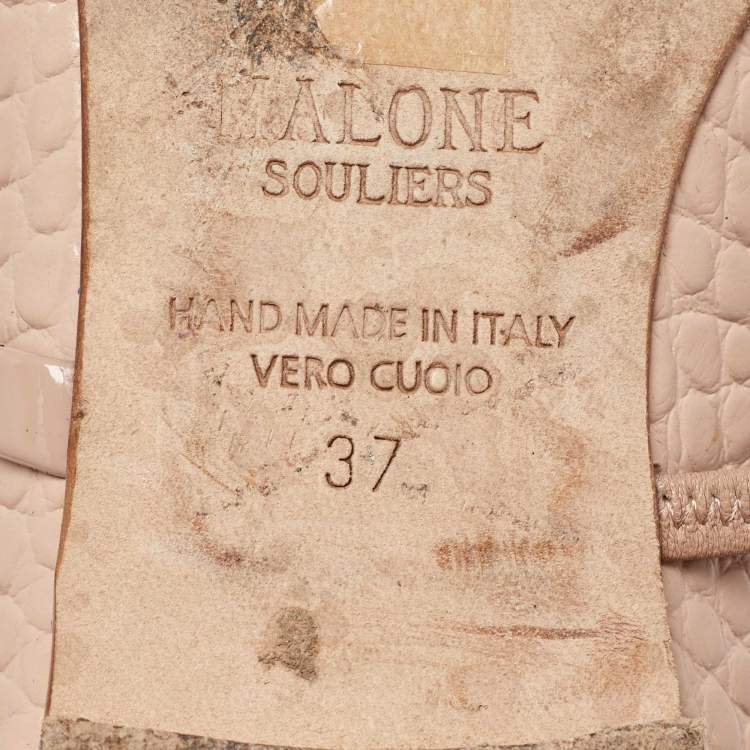 MALONE
SOULIERS
HAND MADE IN ITALY
VERO CUOIO
37